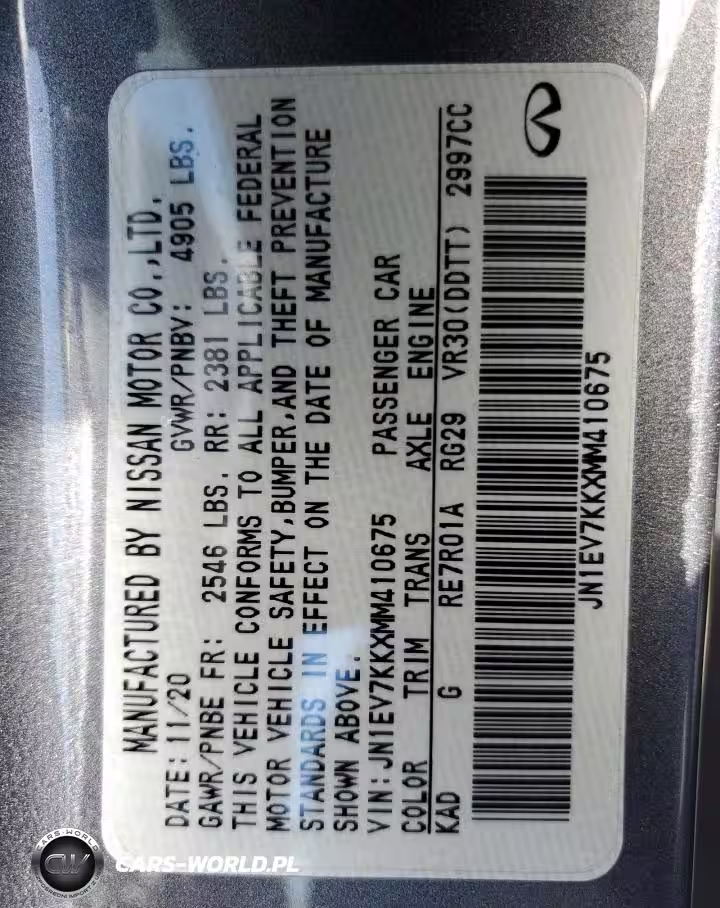 MANUFACTURED BY NISSAN MOTOR CO.,LTD.
DATE: 11/20 GVWR/PNBV: 4905 LBS.
GAWR/PNBE FR: 2546 LBS. RR: 2381 LBS.
THIS VEHICLE CONFORMS TO ALL APPLICABLE FEDERAL
MOTOR VEHICLE SAFETY,BUMPER,AND THEFT PREVENTION
STANDARDS IN EFFECT ON THE DATE OF MANUFACTURE
SHOWN ABOVE.
VIN:JN1EV7KKXMM410675 PASSENGER CAR
COLOR TRIM TRANS AXLE ENGINE
KAD G RE7R01A RG29 VR30(DDTT) 2997CC
JN1EV7KKXMM410675
CARS-WORLD
CW
CARS-WORLD.PL